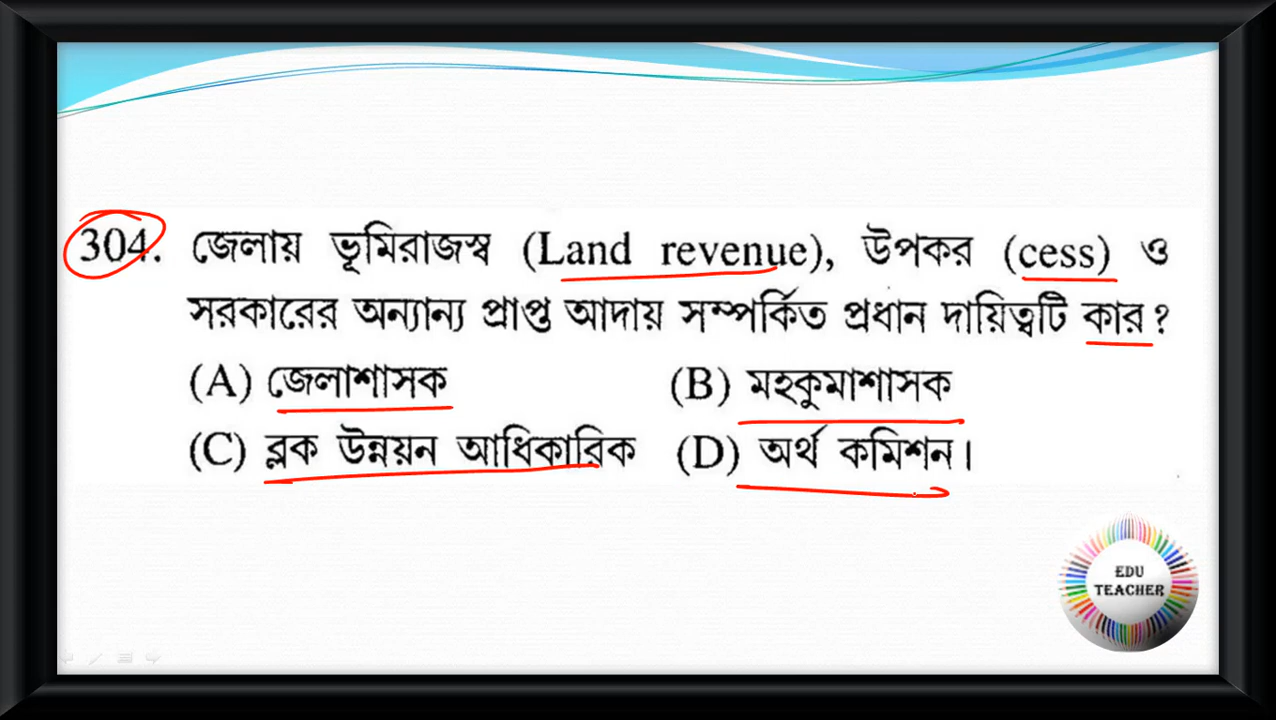 304. জেলায় ভূমিরাজস্ব (Land revenue), উপকর (cess) ও
সরকারের অন্যান্য প্রাপ্ত আদায় সম্পর্কিত প্রধান দায়িত্বটি কার ?
(A) জেলাশাসক (B) মহকুমাশাসক
(C) ব্লক উন্নয়ন আধিকারিক (D) অর্থ কমিশন।
EDU
TEACHER